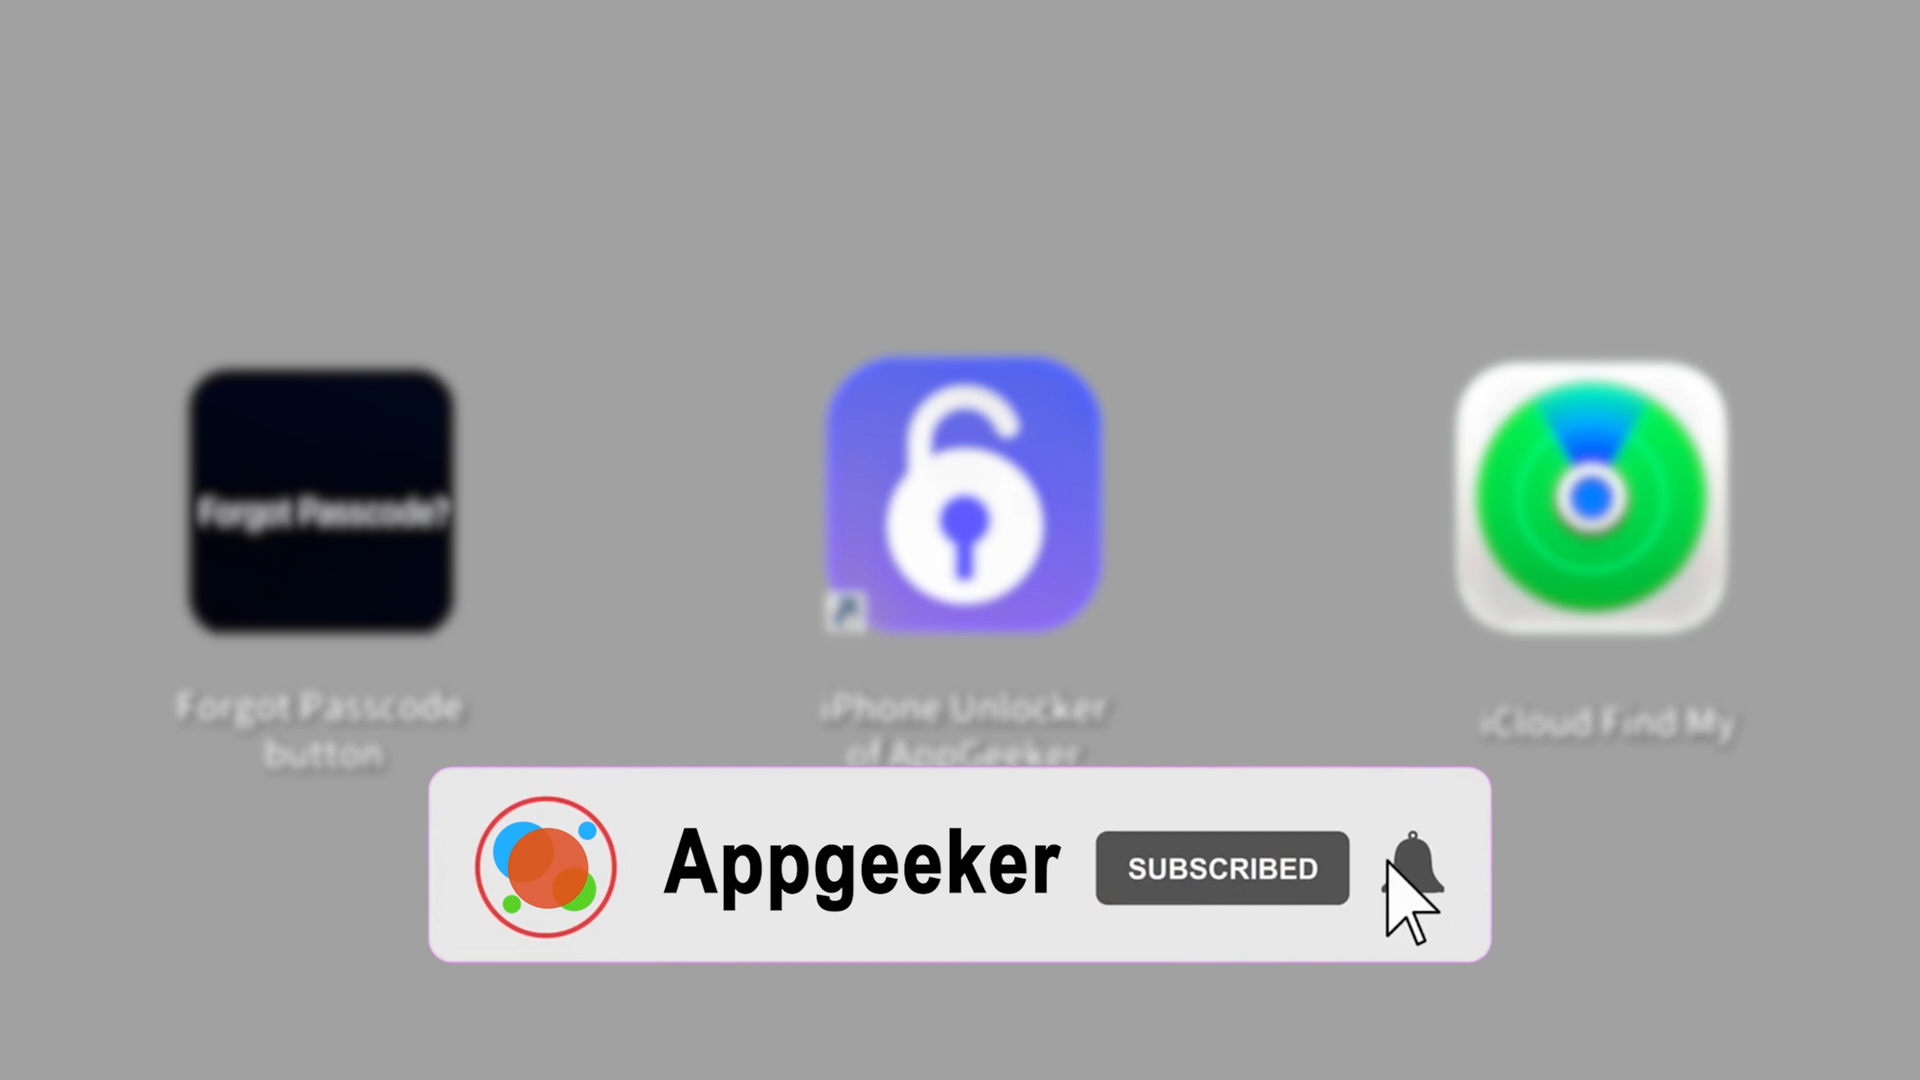 Forgot Passcode?
Forgot Passcode
button
iPhone Unlocker
of AppGeeker
iCloud Find My
Appgeeker
SUBSCRIBED